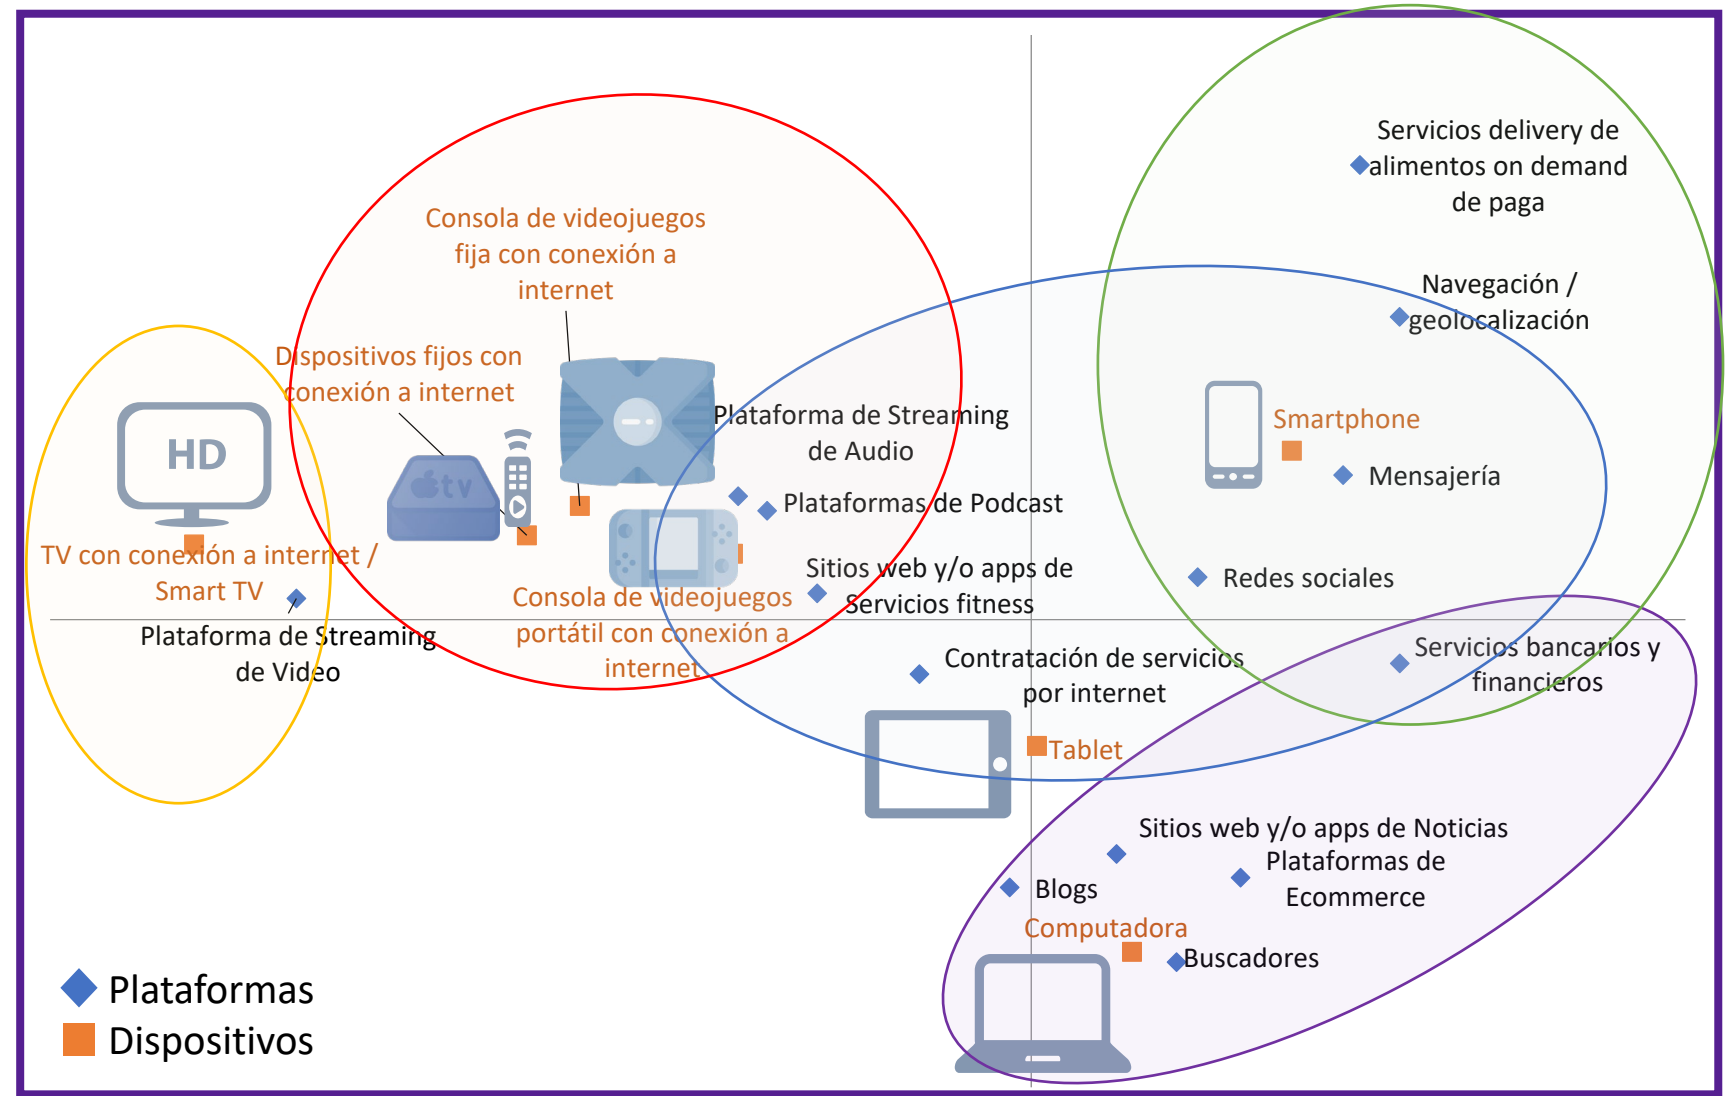 Servicios delivery de
alimentos on demand
de paga
Consola de videojuegos
fija con conexión a
internet
Navegación /
geolocalización
Dispositivos fijos con
conexión a internet
HD
Plataforma de Streaming
de Audio
Smartphone
tv
Mensajería
Plataformas de Podcast
TV con conexión a internet /
Smart TV
Sitios web y/o apps de
Servicios fitness
Redes sociales
Consola de videojuegos
portátil con conexión a
internet
Plataforma de Streaming
de Video
Contratación de servicios
por internet
Servicios bancarios y
financieros
Tablet
Sitios web y/o apps de Noticias
Plataformas de
Ecommerce
Blogs
Computadora
Buscadores
Plataformas
Dispositivos